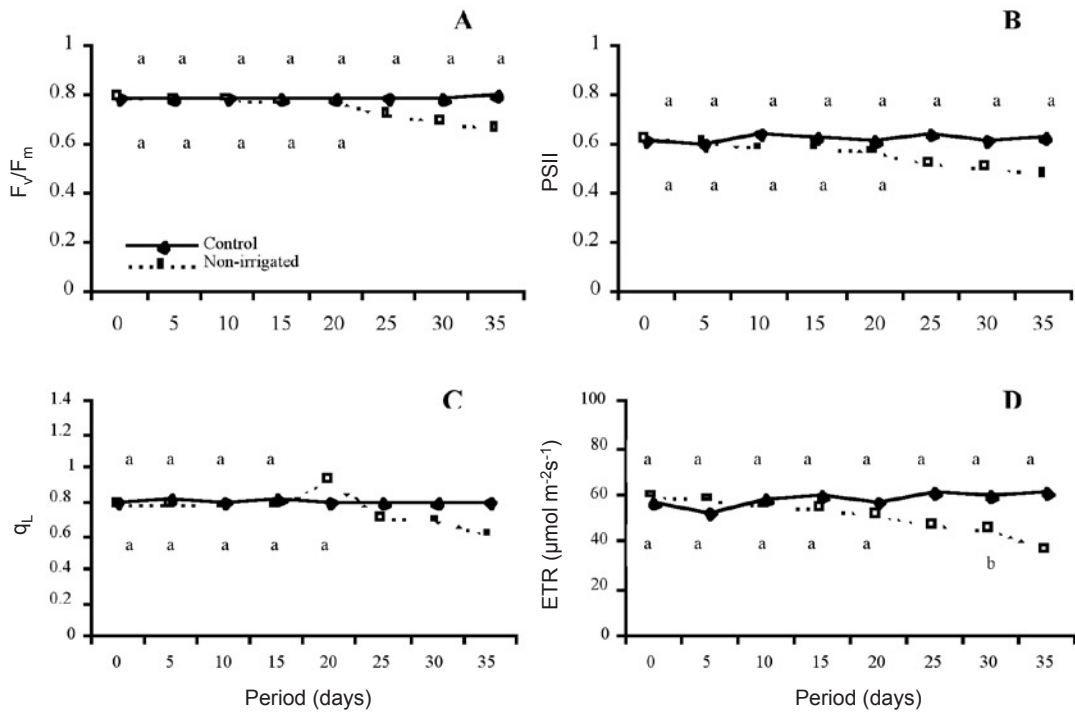 A
1
a a a a a a a a
0.8
0.6
a a a a a
0.4
0.2
0
Fv/Fm
Control
Non-irrigated
0 5 10 15 20 25 30 35
B
1
a a a a a a a a
0.8
0.6
0.4
a a a a a
0.2
0
PSII
0 5 10 15 20 25 30 35
C
1.4
1.2
a a a a
1
0.8
0.6
a a a a a
0.4
0.2
0
qL
0 5 10 15 20 25 30 35
Period (days)
D
100
80
a a a a a a a a
60
40
a a a a a
b
20
0
ETR (µmol m-2s-1)
0 5 10 15 20 25 30 35
Period (days)